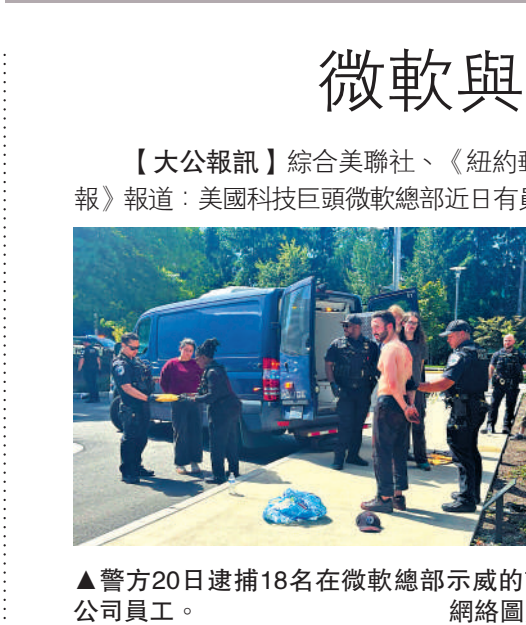 微軟與
【大公報訊】綜合美聯社、《紐約
報》報道：美國科技巨頭微軟總部近日有
▲警方20日逮捕18名在微軟總部示威的
公司員工。
網絡圖